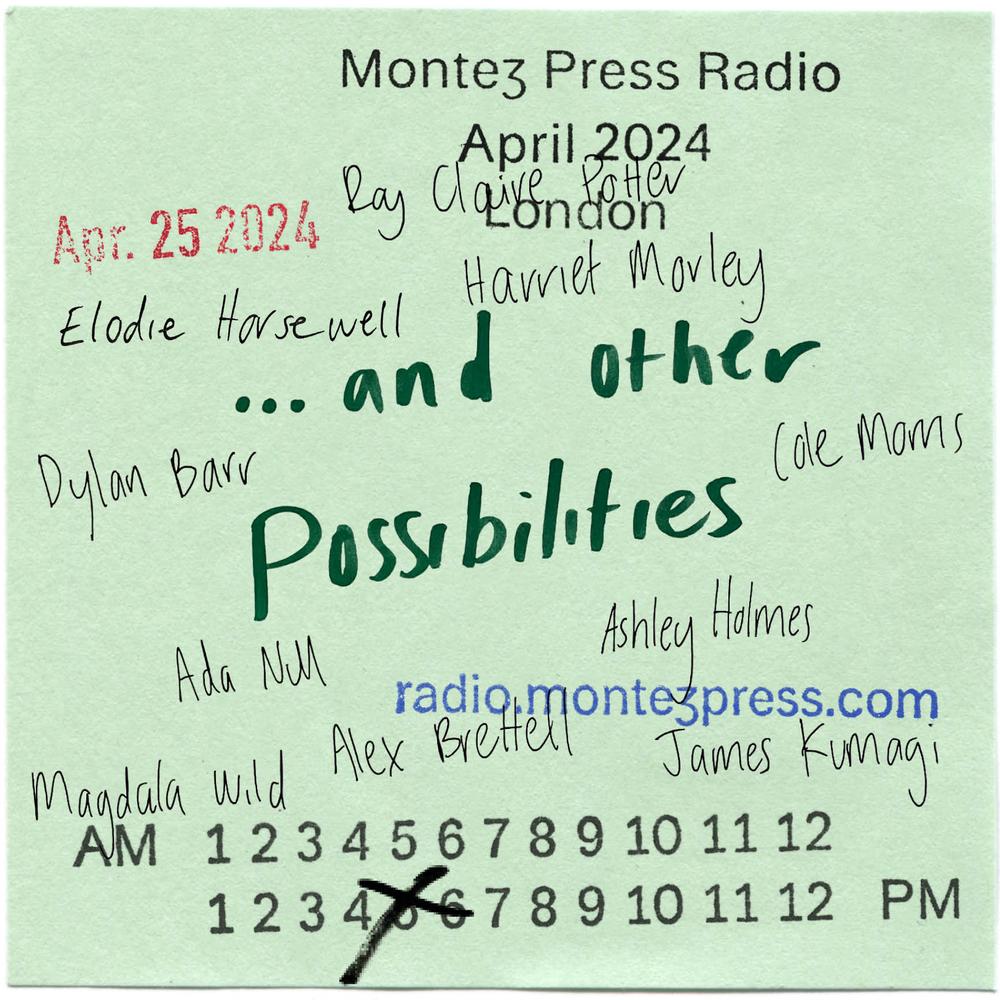 Monteʒ Press Radio
April 2024
Ray Claire Potter
London
Apr. 25 2024
Harriet Morley
Elodie Horsewell
...and other
Cole Morris
Dylan Barr
Possibilities
Ashley Holmes
Ada Null
radio.monteʒpress.com
Alex Brettell
James Kumagi
Magdala Wild
AM 1 2 3 4 5 6 7 8 9 10 11 12
1 2 3 4 5 6 7 8 9 10 11 12 PM